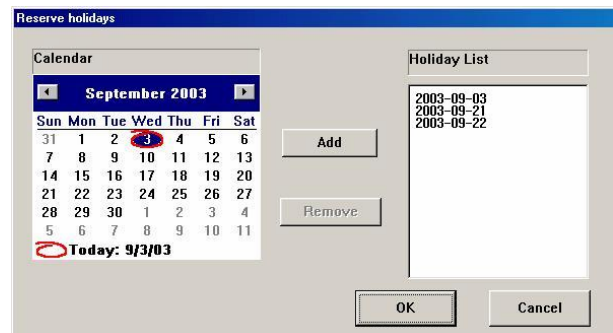 Reserve holidays
Calendar
September 2003
Sun Mon Tue Wed Thu Fri Sat
31 1 2 3 4 5 6
7 8 9 10 11 12 13
14 15 16 17 18 19 20
21 22 23 24 25 26 27
28 29 30 1 2 3 4
5 6 7 8 9 10 11
Today: 9/3/03
Add
Remove
Holiday List
2003-09-03
2003-09-21
2003-09-22
OK Cancel